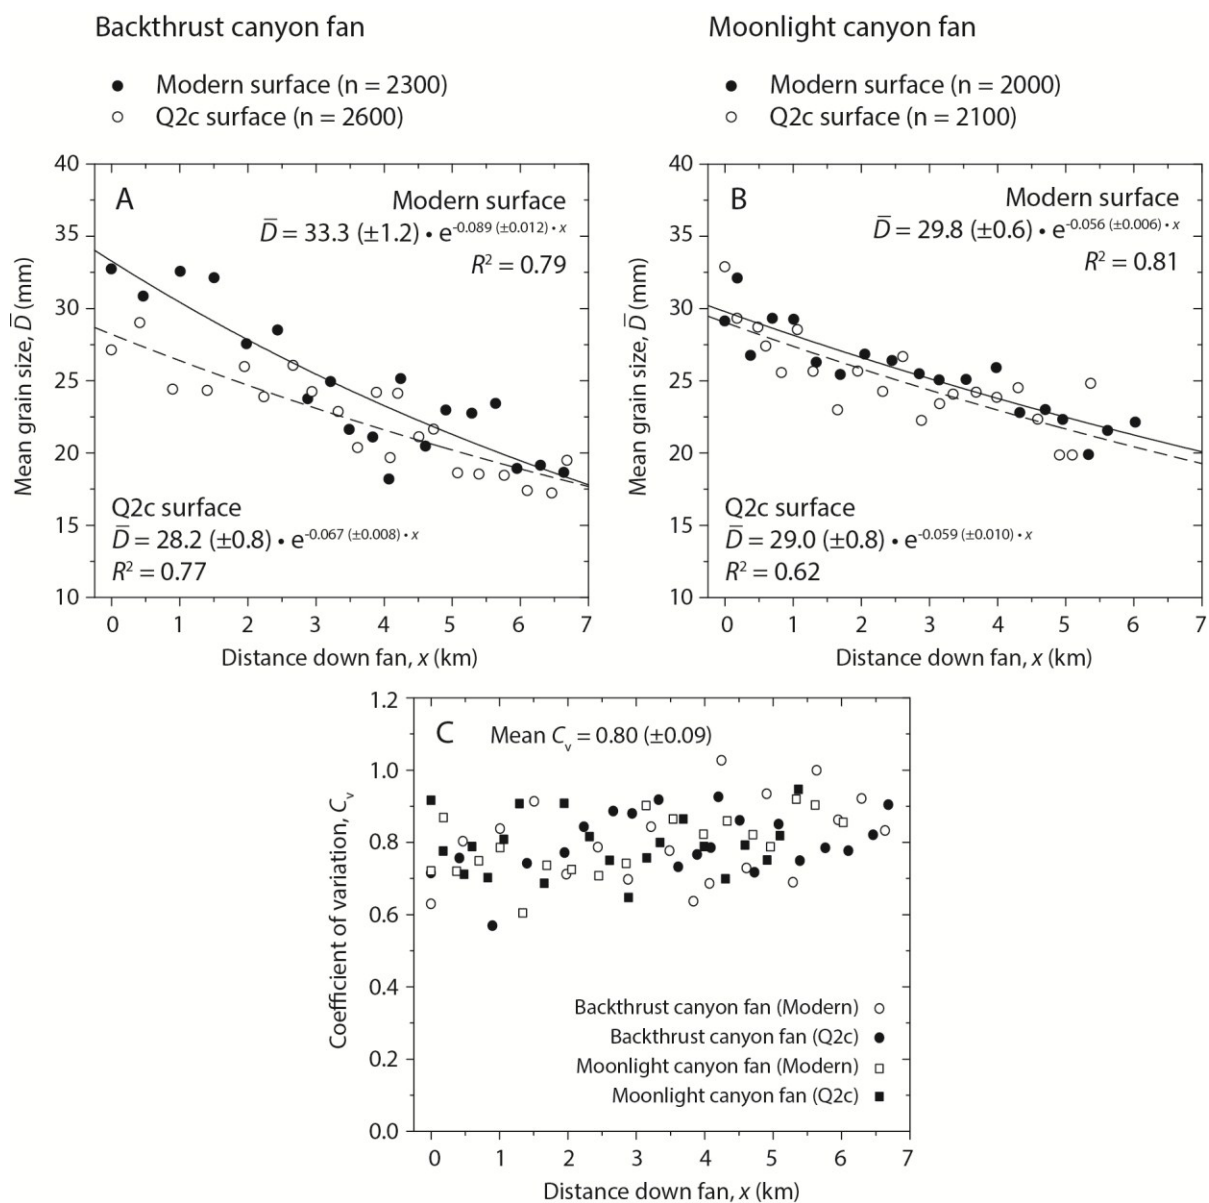 Backthrust canyon fan
● Modern surface (n = 2300)
○ Q2c surface (n = 2600)
Moonlight canyon fan
● Modern surface (n = 2000)
○ Q2c surface (n = 2100)
A
Modern surface
D̅ = 33.3 (±1.2) • e^-0.089 (±0.012) • x
R² = 0.79
Q2c surface
D̅ = 28.2 (±0.8) • e^-0.067 (±0.008) • x
R² = 0.77
40
35
30
25
20
15
10
Mean grain size, D̅ (mm)
0 1 2 3 4 5 6 7
Distance down fan, x (km)
B
Modern surface
D̅ = 29.8 (±0.6) • e^-0.056 (±0.006) • x
R² = 0.81
Q2c surface
D̅ = 29.0 (±0.8) • e^-0.059 (±0.010) • x
R² = 0.62
40
35
30
25
20
15
10
Mean grain size, D̅ (mm)
0 1 2 3 4 5 6 7
Distance down fan, x (km)
C
Mean Cv = 0.80 (±0.09)
1.2
1.0
0.8
0.6
0.4
0.2
0.0
Coefficient of variation, Cv
Backthrust canyon fan (Modern) ○
Backthrust canyon fan (Q2c) ●
Moonlight canyon fan (Modern) □
Moonlight canyon fan (Q2c) ■
0 1 2 3 4 5 6 7
Distance down fan, x (km)